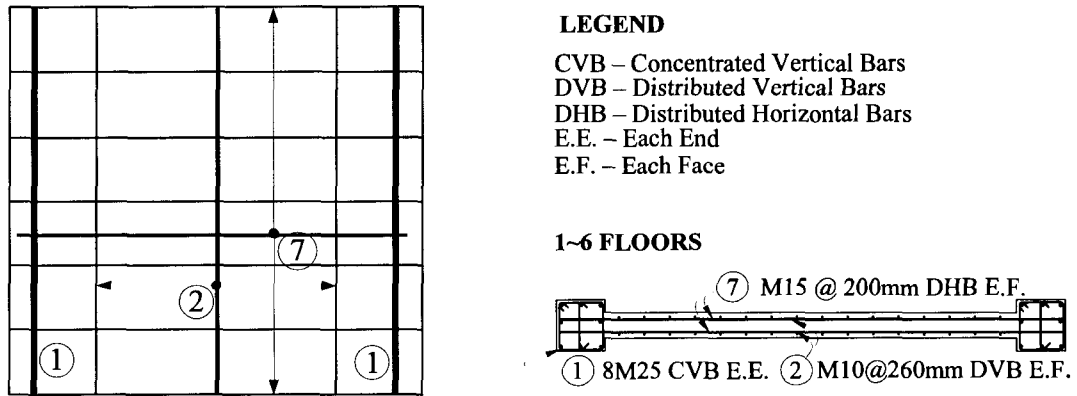 LEGEND
CVB – Concentrated Vertical Bars
DVB – Distributed Vertical Bars
DHB – Distributed Horizontal Bars
E.E. – Each End
E.F. – Each Face
7
2
1
1
1~6 FLOORS
7 M15 @ 200mm DHB E.F.
1 8M25 CVB E.E. 2 M10@260mm DVB E.F.